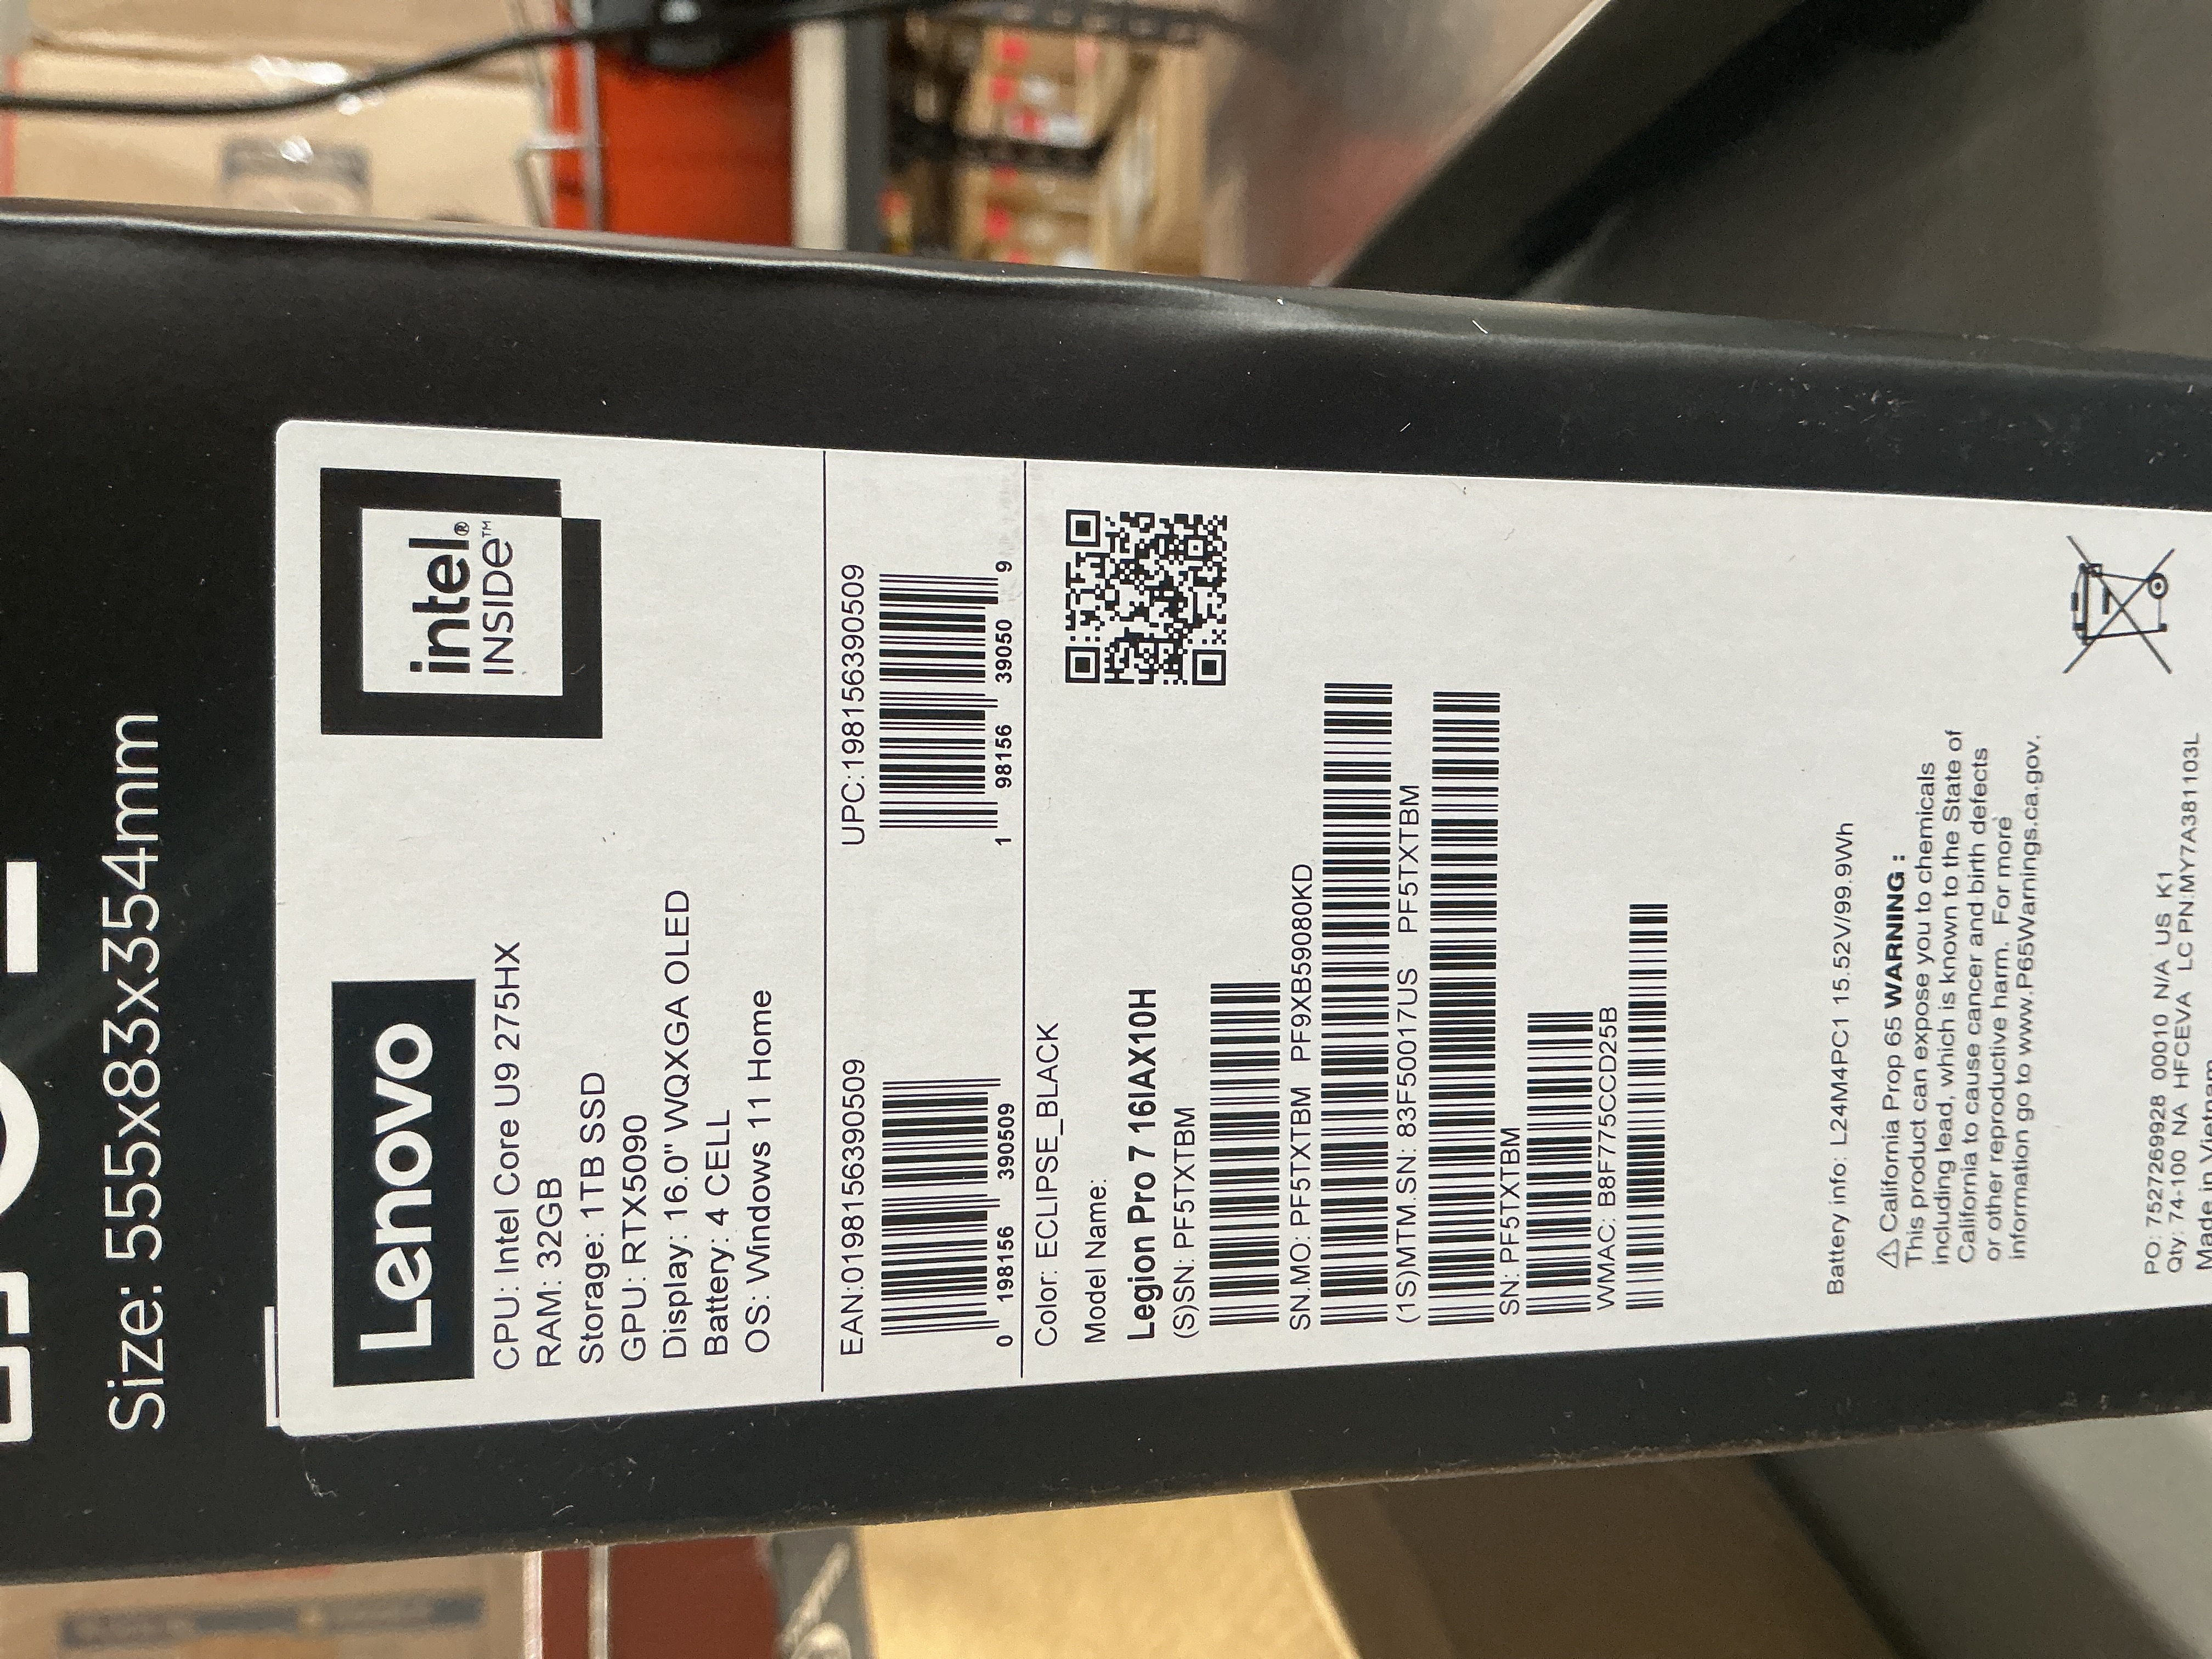 Size: 555x83x354mm
Lenovo
intel®
INSIDE™
CPU: Intel Core U9 275HX
RAM: 32GB
Storage: 1TB SSD
GPU: RTX5090
Display: 16.0" WQXGA OLED
Battery: 4 CELL
OS: Windows 11 Home
EAN:0198156390509
0 198156 390509
UPC:198156390509
1 98156 39050 9
Color: ECLIPSE_BLACK
Model Name:
Legion Pro 7 16IAX10H
(S)SN: PF5TXTBM
SN.MO: PF5TXTBM PF9XB59080KD
(1S)MTM.SN: 83F50017US PF5TXTBM
SN: PF5TXTBM
WMAC: B8F775CCD25B
Battery info: L24M4PC1 15.52V/99.9Wh
⚠ California Prop 65 WARNING :
This product can expose you to chemicals
including lead, which is known to the State of
California to cause cancer and birth defects
or other reproductive harm. For more
information go to www.P65Warnings.ca.gov.
PO: 7527269928 00010 N/A US K1
Qty: 74-100 NA HFCEVA LC PN:MY7A381103L
Made in Vietnam